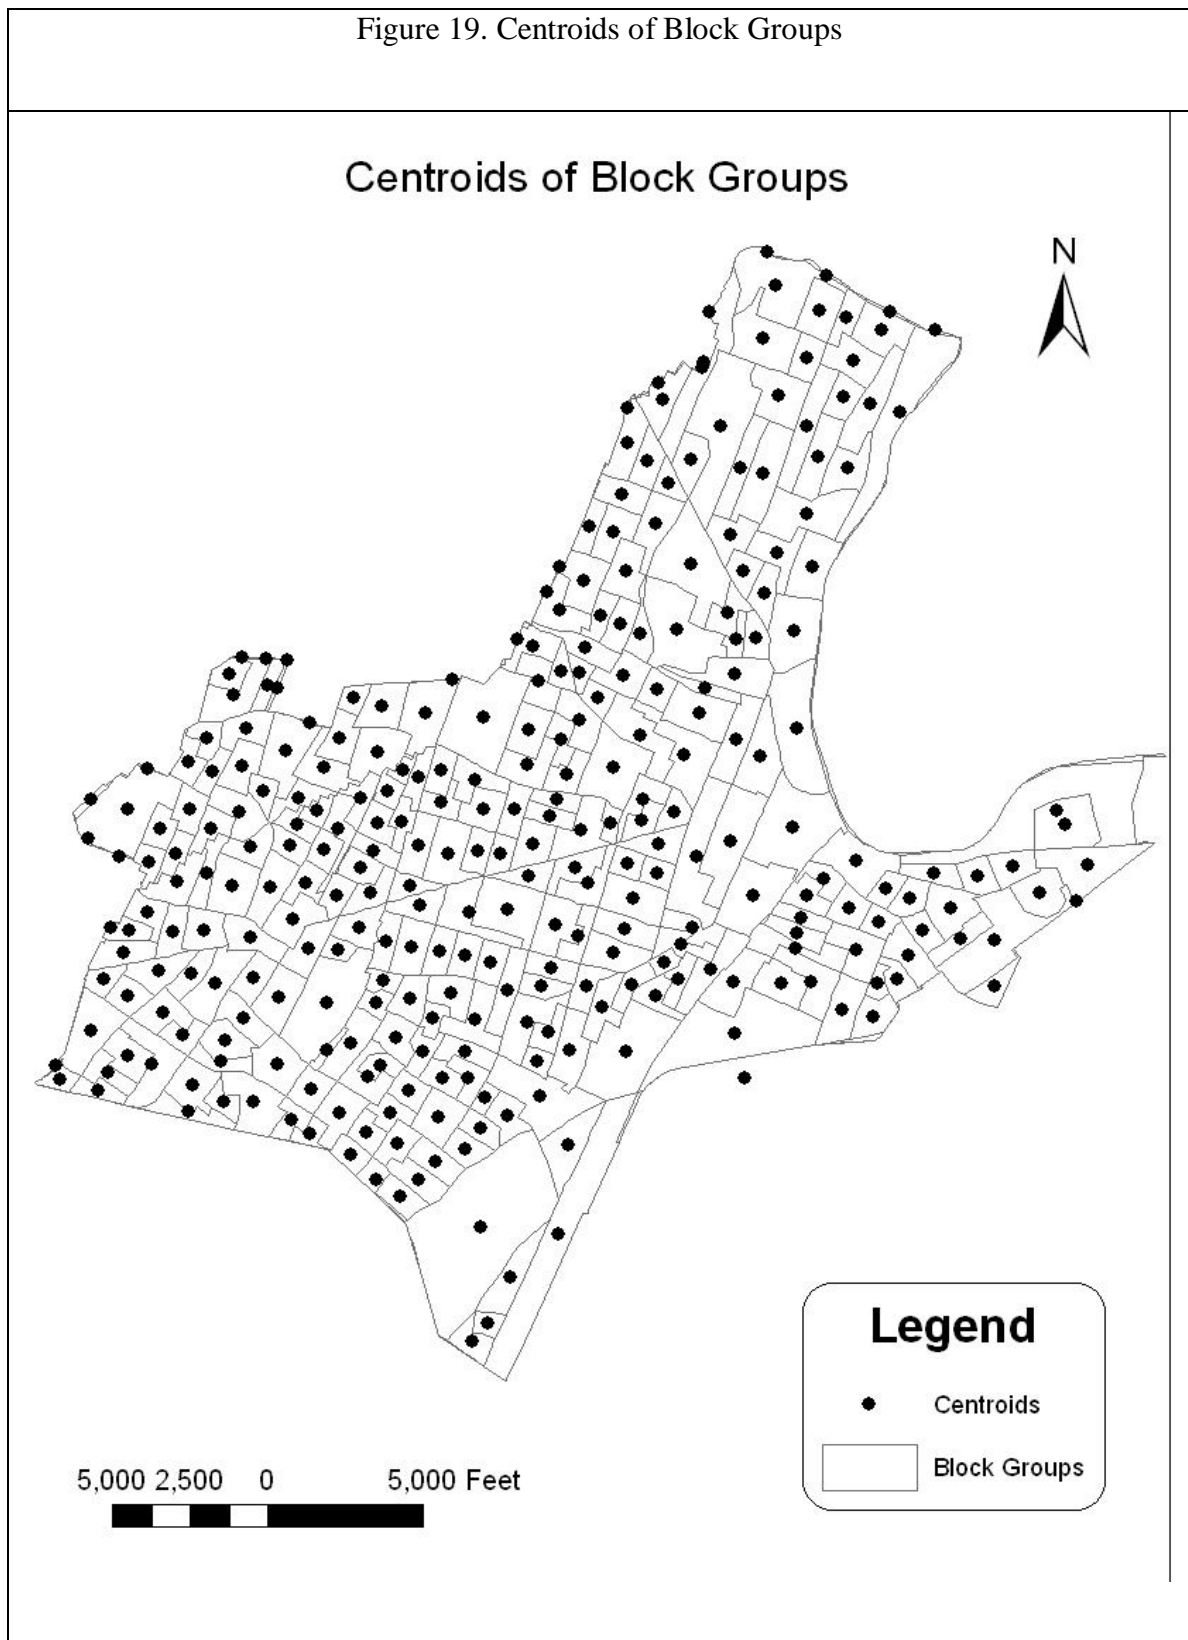 Figure 19. Centroids of Block Groups
Centroids of Block Groups
N
Legend
Centroids
Block Groups
5,000 2,500 0 5,000 Feet